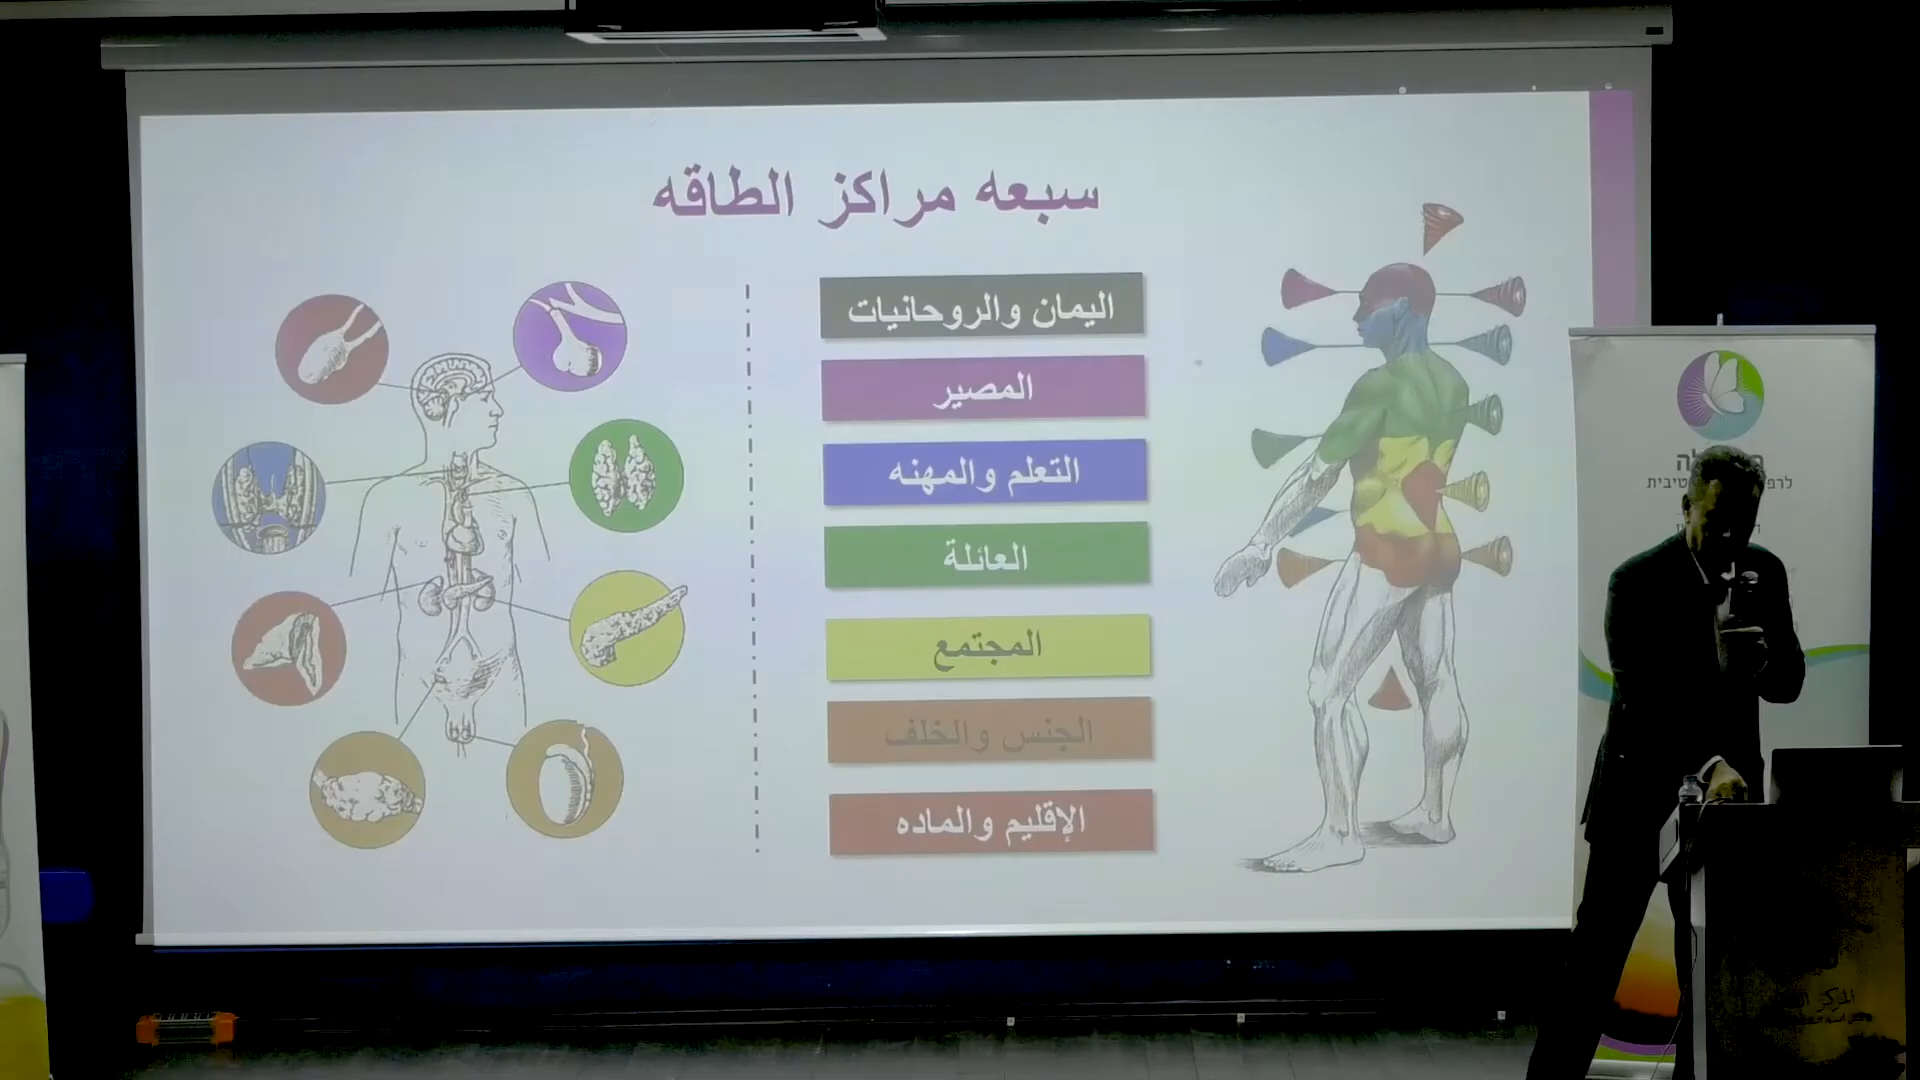 سبعه مراكز الطاقه
اليمان والروحانيات
المصير
التعلم والمهنه
العائلة
المجتمع
الجنس والخلف
الإقليم والماده